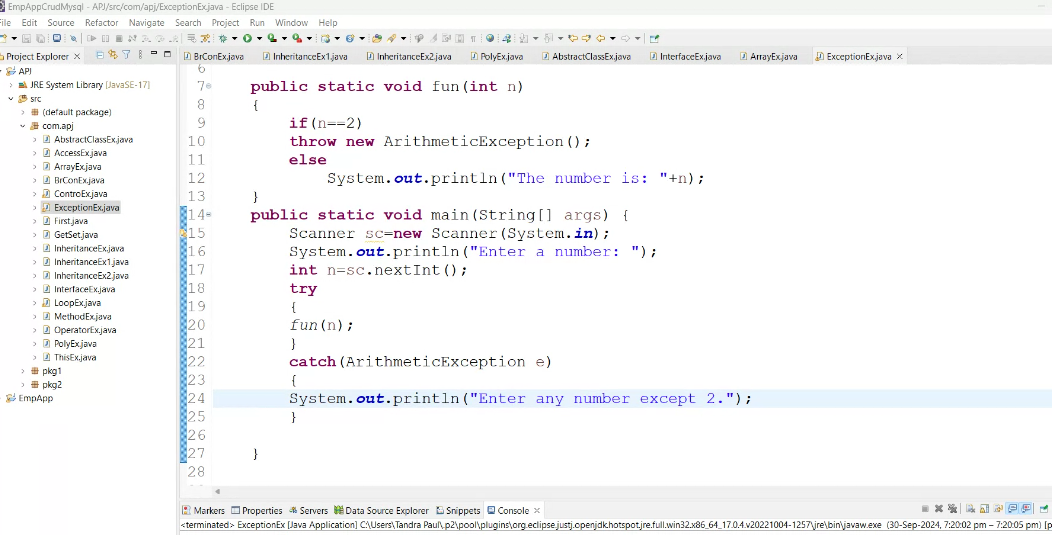 EmpAppCrudMysql - APJ/src/com/apj/ExceptionEx.java - Eclipse IDE
File Edit Source Refactor Navigate Search Project Run Window Help
Project Explorer
BrConEx.java InheritanceEx1.java InheritanceEx2.java PolyEx.java AbstractClassEx.java InterfaceEx.java ArrayEx.java ExceptionEx.java
APJ
JRE System Library [JavaSE-17]
src
(default package)
com.apj
AbstractClassEx.java
AccessEx.java
ArrayEx.java
BrConEx.java
ControEx.java
ExceptionEx.java
First.java
GetSet.java
InheritanceEx.java
InheritanceEx1.java
InheritanceEx2.java
InterfaceEx.java
LoopEx.java
MethodEx.java
OperatorEx.java
PolyEx.java
ThisEx.java
pkg1
pkg2
EmpApp
6
7 public static void fun(int n)
8 {
9 if(n==2)
10 throw new ArithmeticException();
11 else
12 System.out.println("The number is: "+n);
13 }
14 public static void main(String[] args) {
15 Scanner sc=new Scanner(System.in);
16 System.out.println("Enter a number: ");
17 int n=sc.nextInt();
18 try
19 {
20 fun(n);
21 }
22 catch(ArithmeticException e)
23 {
24 System.out.println("Enter any number except 2.");
25 }
26
27 }
28
Markers Properties Servers Data Source Explorer Snippets Console
<terminated> ExceptionEx [Java Application] C:\Users\Tandra Paul\.p2\pool\plugins\org.eclipse.justj.openjdk.hotspot.jre.full.win32.x86_64_17.0.4.v20221004-1257\jre\bin\javaw.exe (30-Sep-2024, 7:20:02 pm – 7:20:05 pm) [p